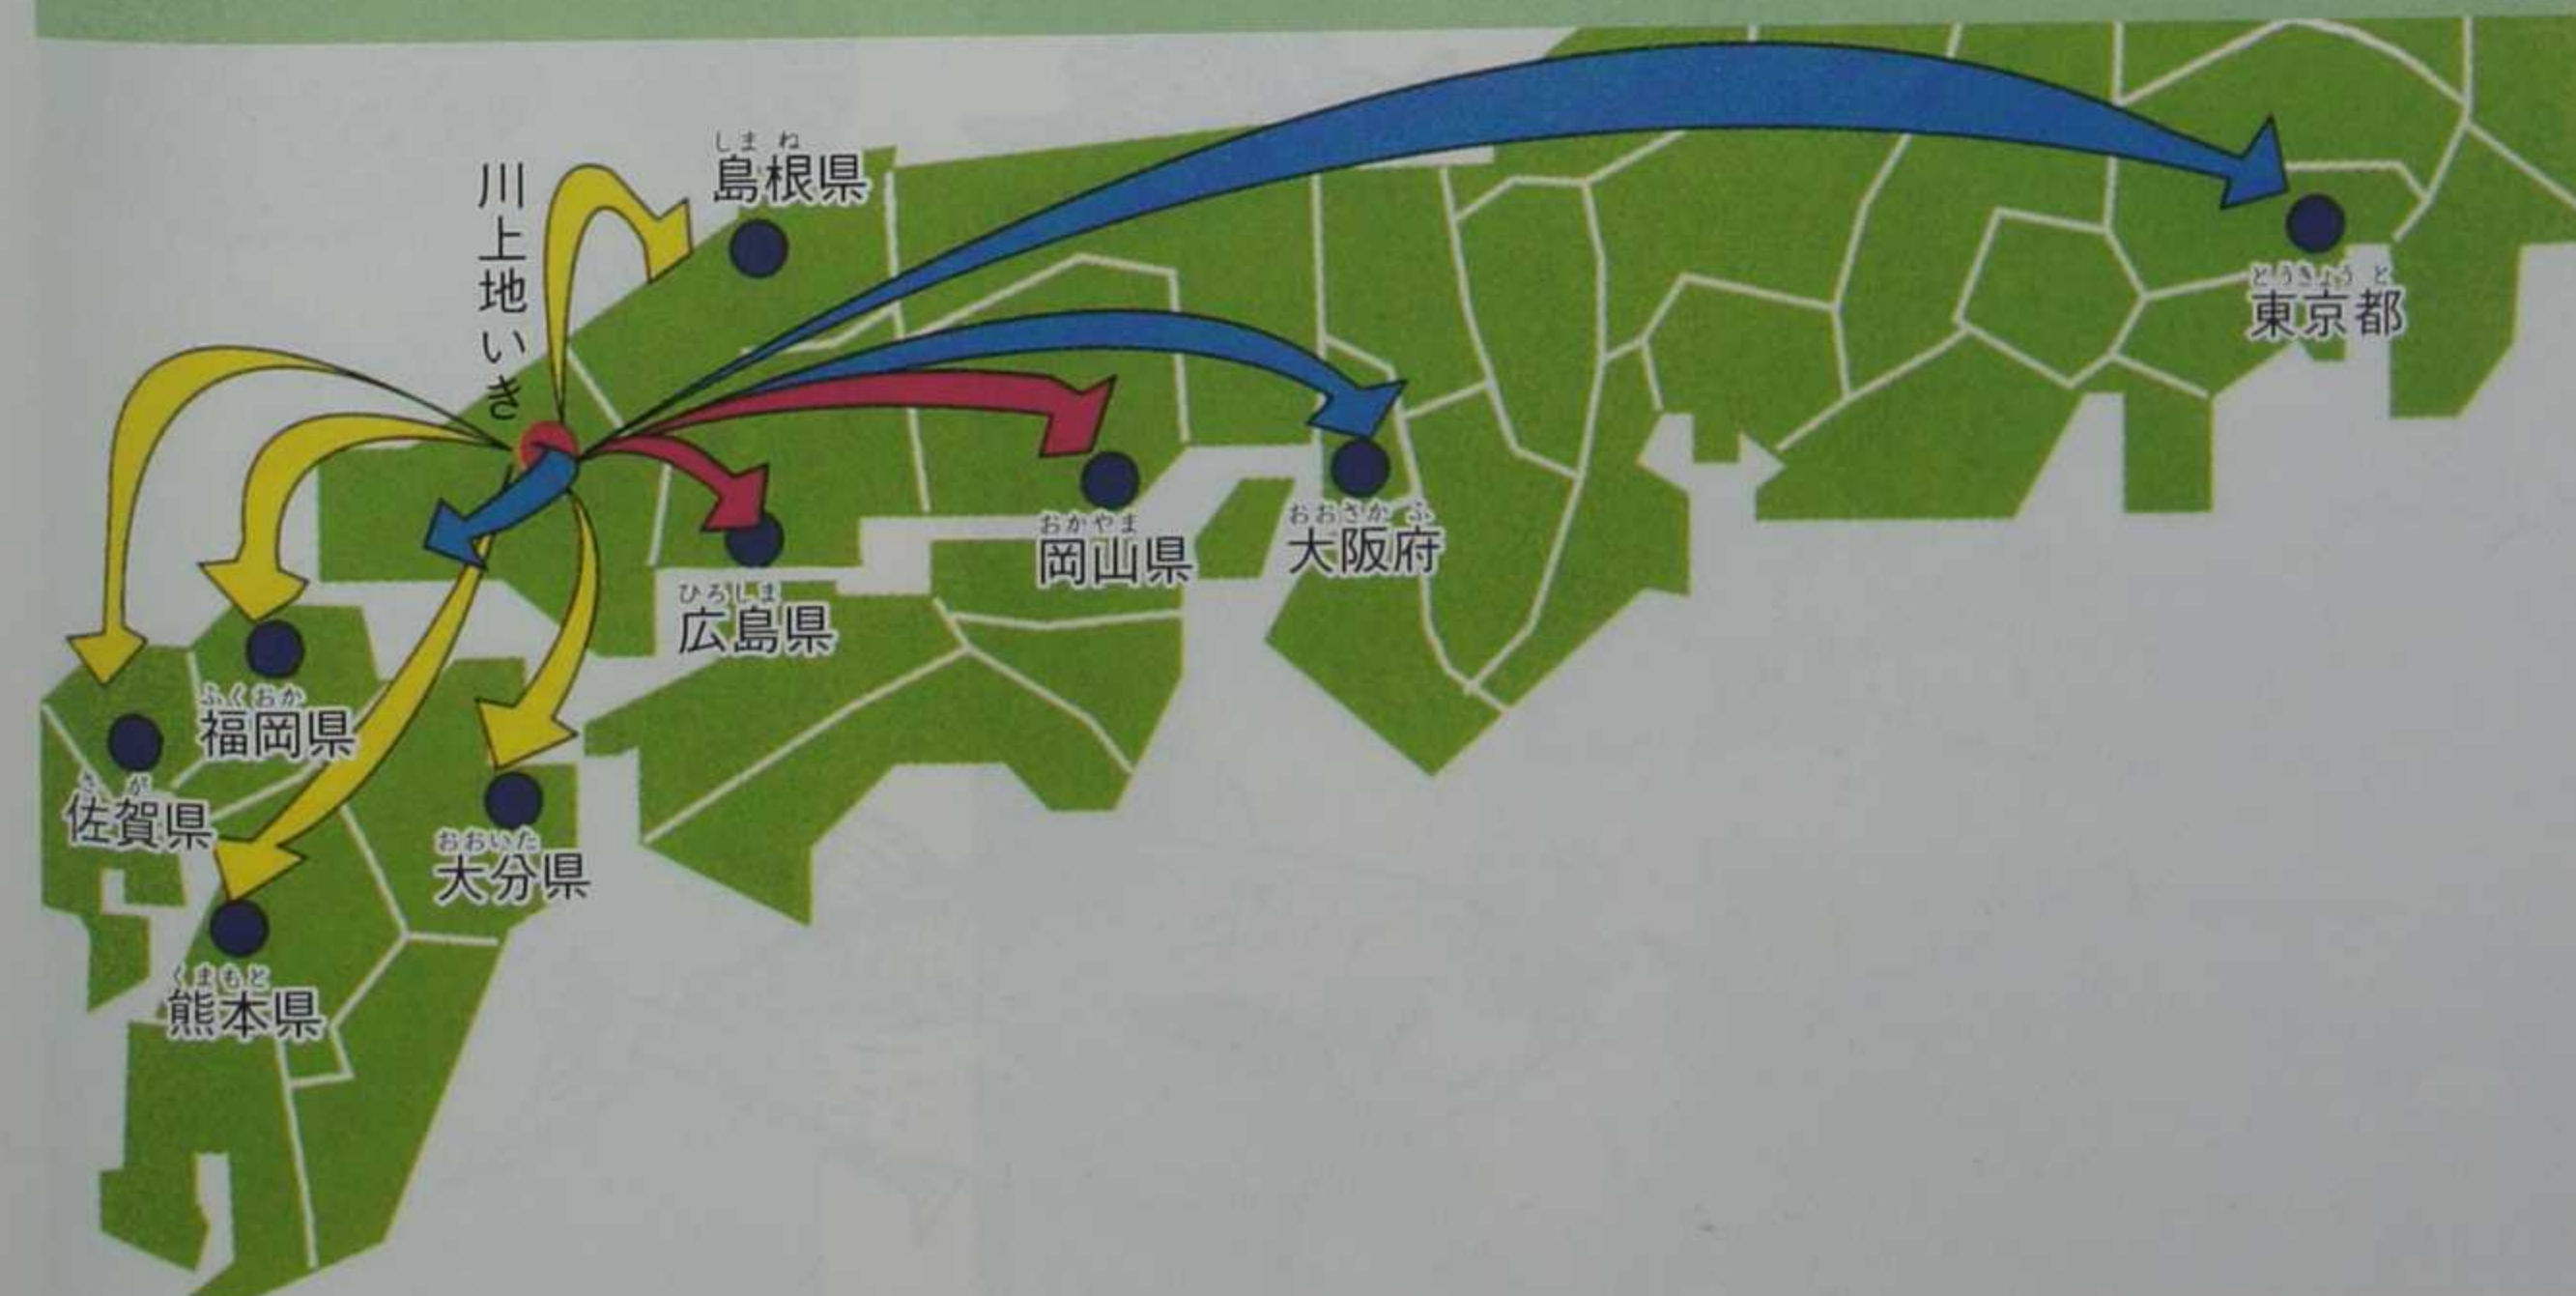 川上地いき
しまね
島根県
とうきょうと
東京都
おかやま
岡山県
おおさかふ
大阪府
ひろしま
広島県
ふくおか
福岡県
さが
佐賀県
おおいた
大分県
くまもと
熊本県